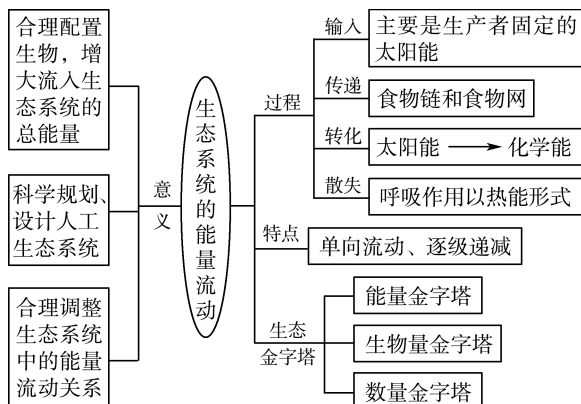 合理配置
生物，增
大流入生
态系统的
总能量
科学规划、
设计人工
生态系统
合理调整
生态系统
中的能量
流动关系
意义
生态系统的能量流动
过程
输入
主要是生产者固定的
太阳能
传递
食物链和食物网
转化
太阳能 → 化学能
散失
呼吸作用以热能形式
特点
单向流动、逐级递减
生态
金字塔
能量金字塔
生物量金字塔
数量金字塔